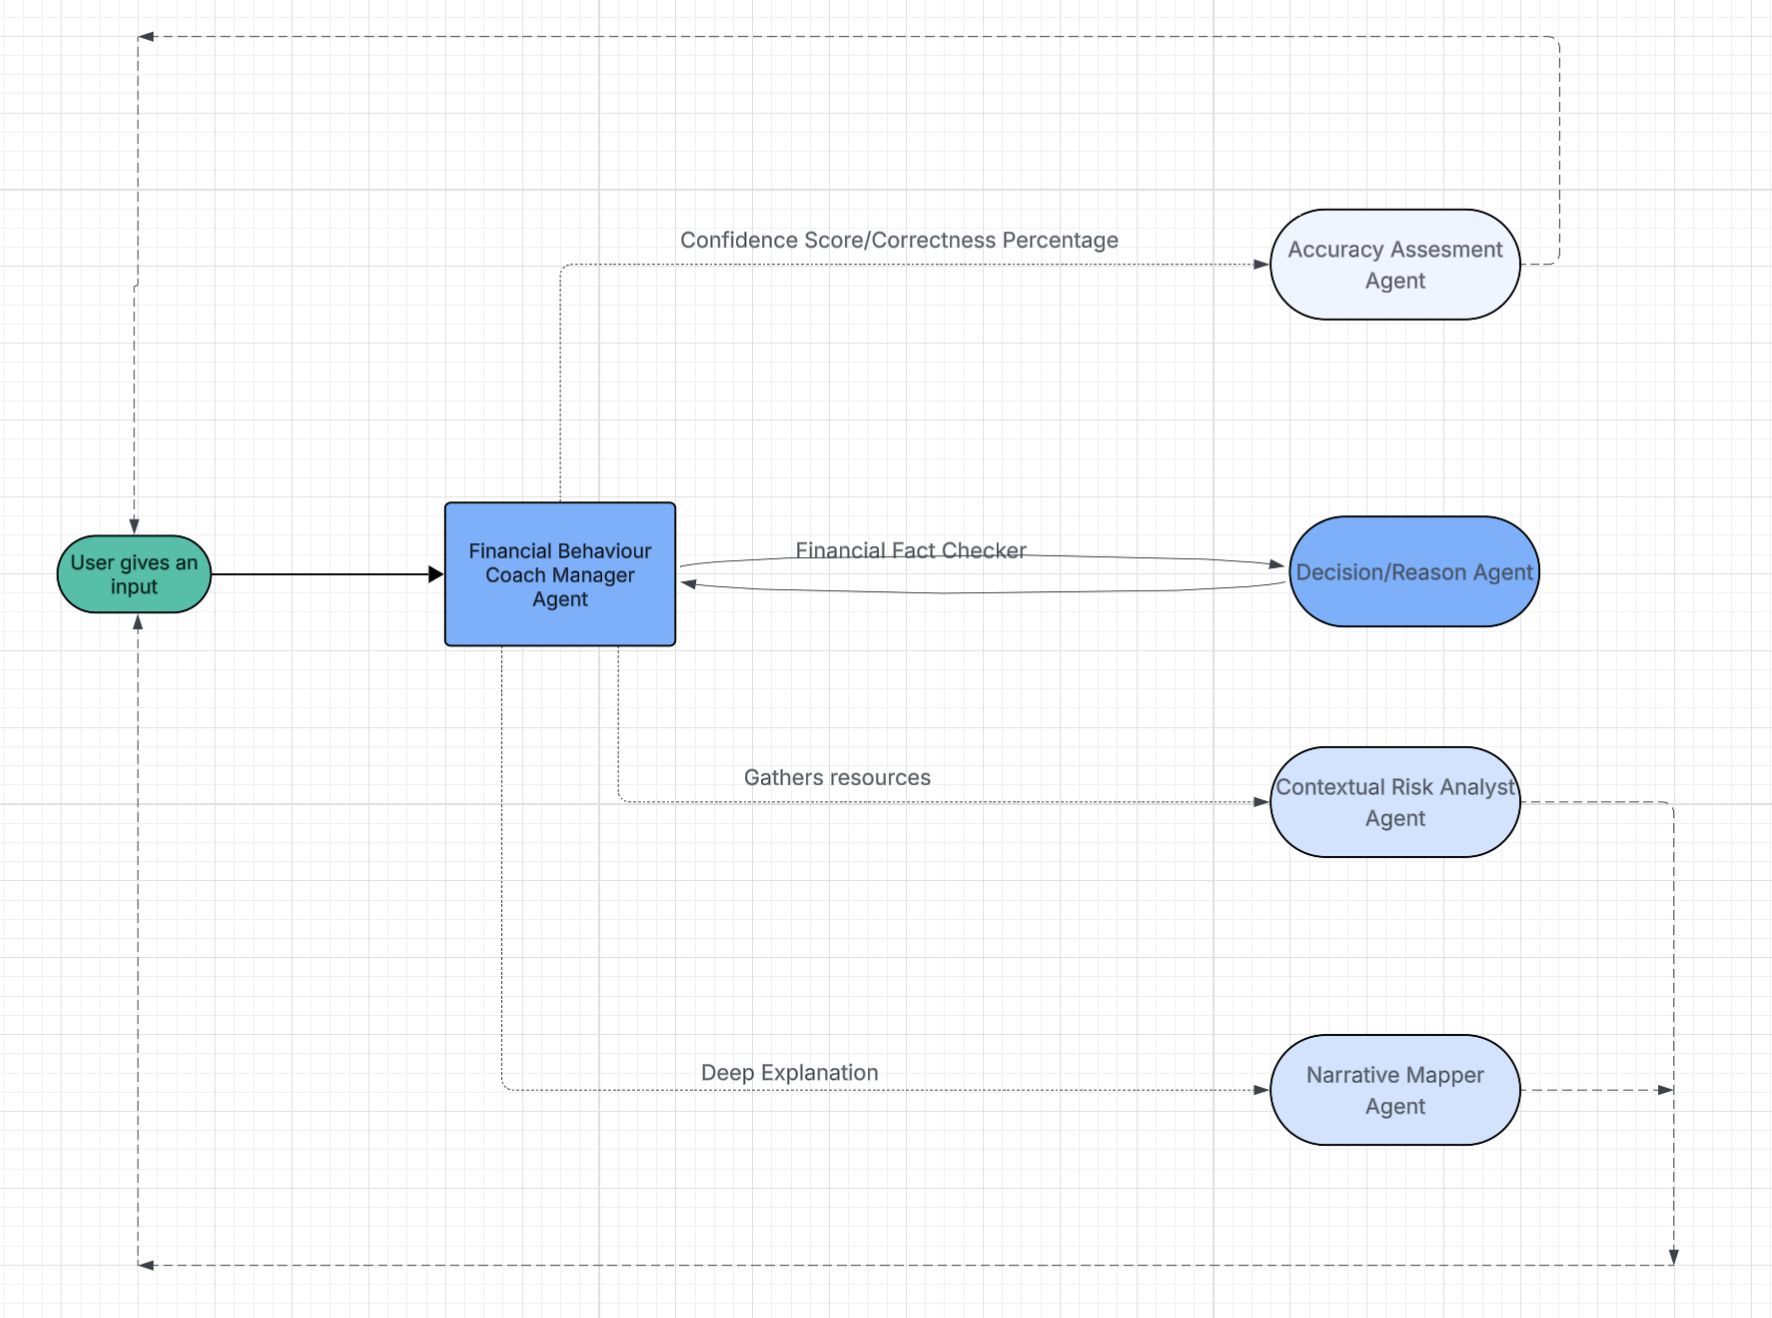 Confidence Score/Correctness Percentage
Accuracy Assesment
Agent
User gives an
input
Financial Behaviour
Coach Manager
Agent
Financial Fact Checker
Decision/Reason Agent
Gathers resources
Contextual Risk Analyst
Agent
Deep Explanation
Narrative Mapper
Agent